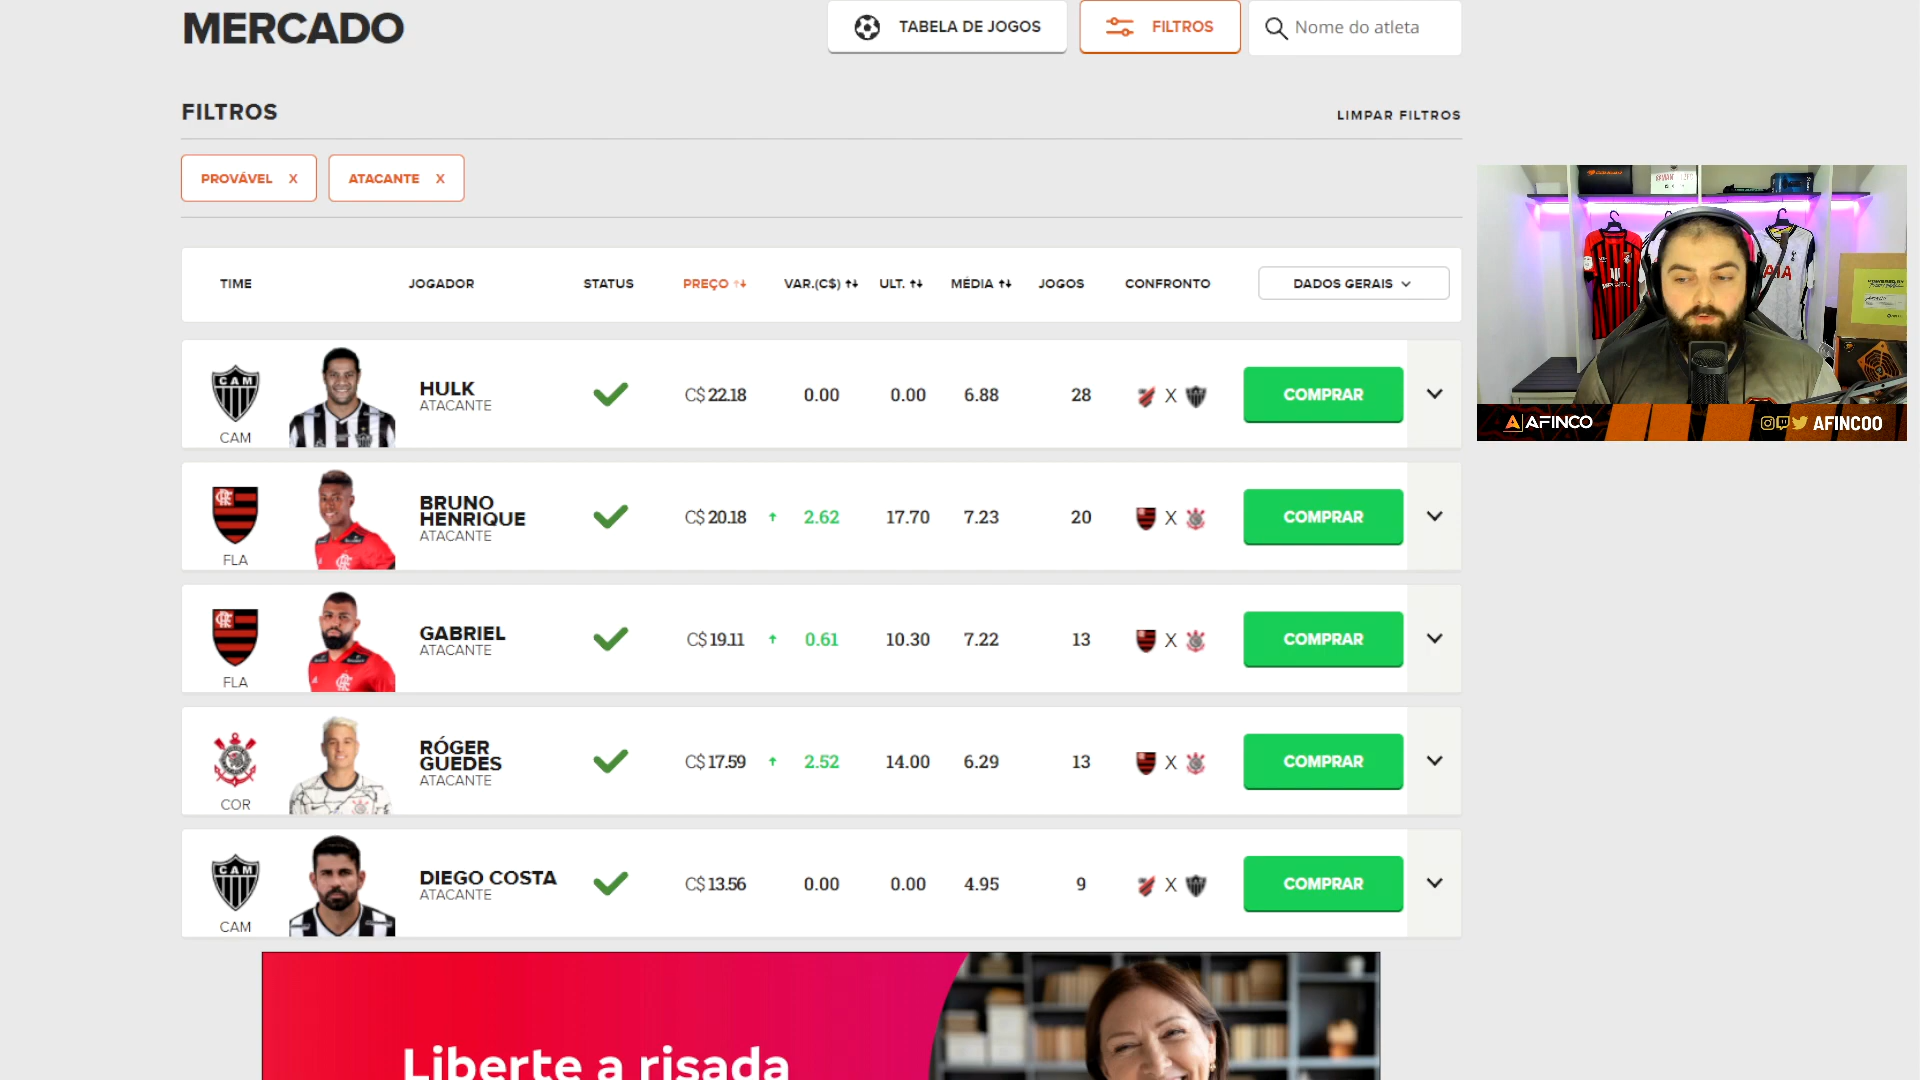 MERCADO
TABELA DE JOGOS
FILTROS
Nome do atleta
FILTROS
LIMPAR FILTROS
PROVÁVEL X
ATACANTE X
TIME JOGADOR STATUS PREÇO VAR.(C$) ULT. MÉDIA JOGOS CONFRONTO DADOS GERAIS
CAM
HULK
ATACANTE
C$ 22.18 0.00 0.00 6.88 28 X COMPRAR
CAM
FLA
BRUNO
HENRIQUE
ATACANTE
C$ 20.18 2.62 17.70 7.23 20 X COMPRAR
FLA
GABRIEL
ATACANTE
C$ 19.11 0.61 10.30 7.22 13 X COMPRAR
COR
RÓGER
GUEDES
ATACANTE
C$ 17.59 2.52 14.00 6.29 13 X COMPRAR
CAM
DIEGO COSTA
ATACANTE
C$ 13.56 0.00 0.00 4.95 9 X COMPRAR
CAM
Liberte a risada
AFINCO
AFINCOO